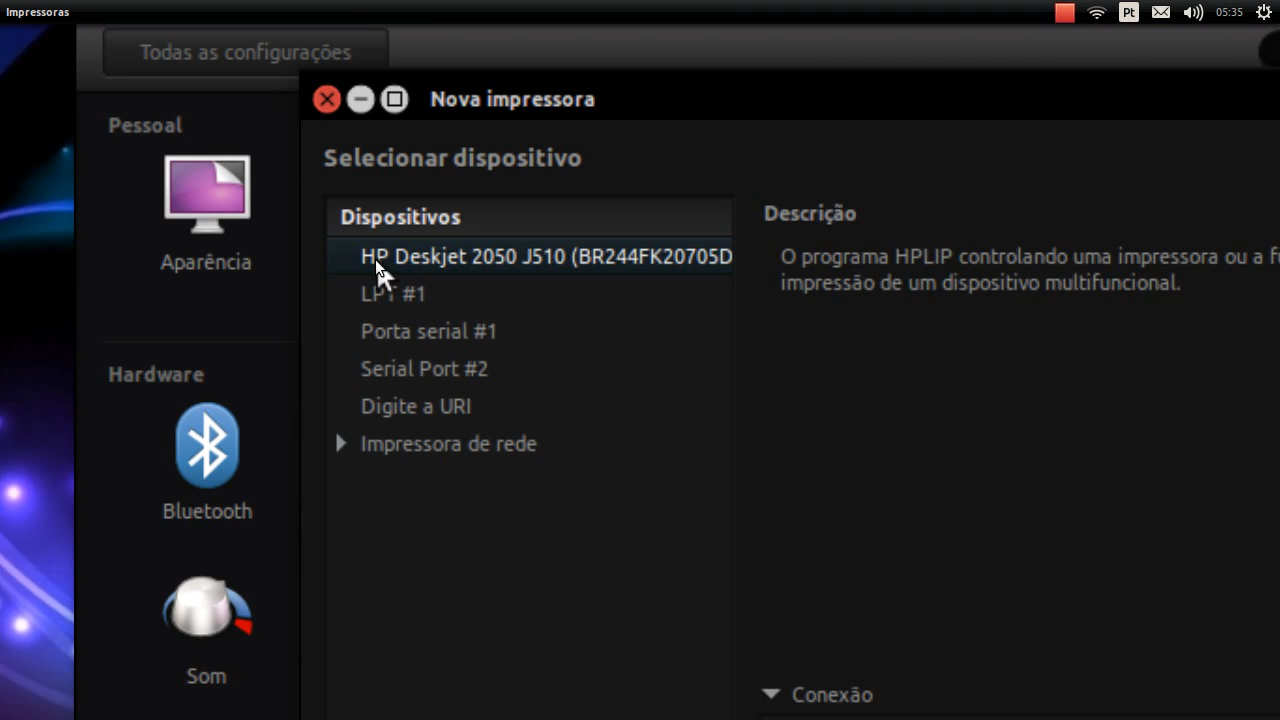 Impressoras
Pt
05:35
Todas as configurações
Nova impressora
Pessoal
Aparência
Hardware
Bluetooth
Som
Selecionar dispositivo
Dispositivos
HP Deskjet 2050 J510 (BR244FK20705D
LPT #1
Porta serial #1
Serial Port #2
Digite a URI
Impressora de rede
Descrição
O programa HPLIP controlando uma impressora ou a fu
impressão de um dispositivo multifuncional.
Conexão